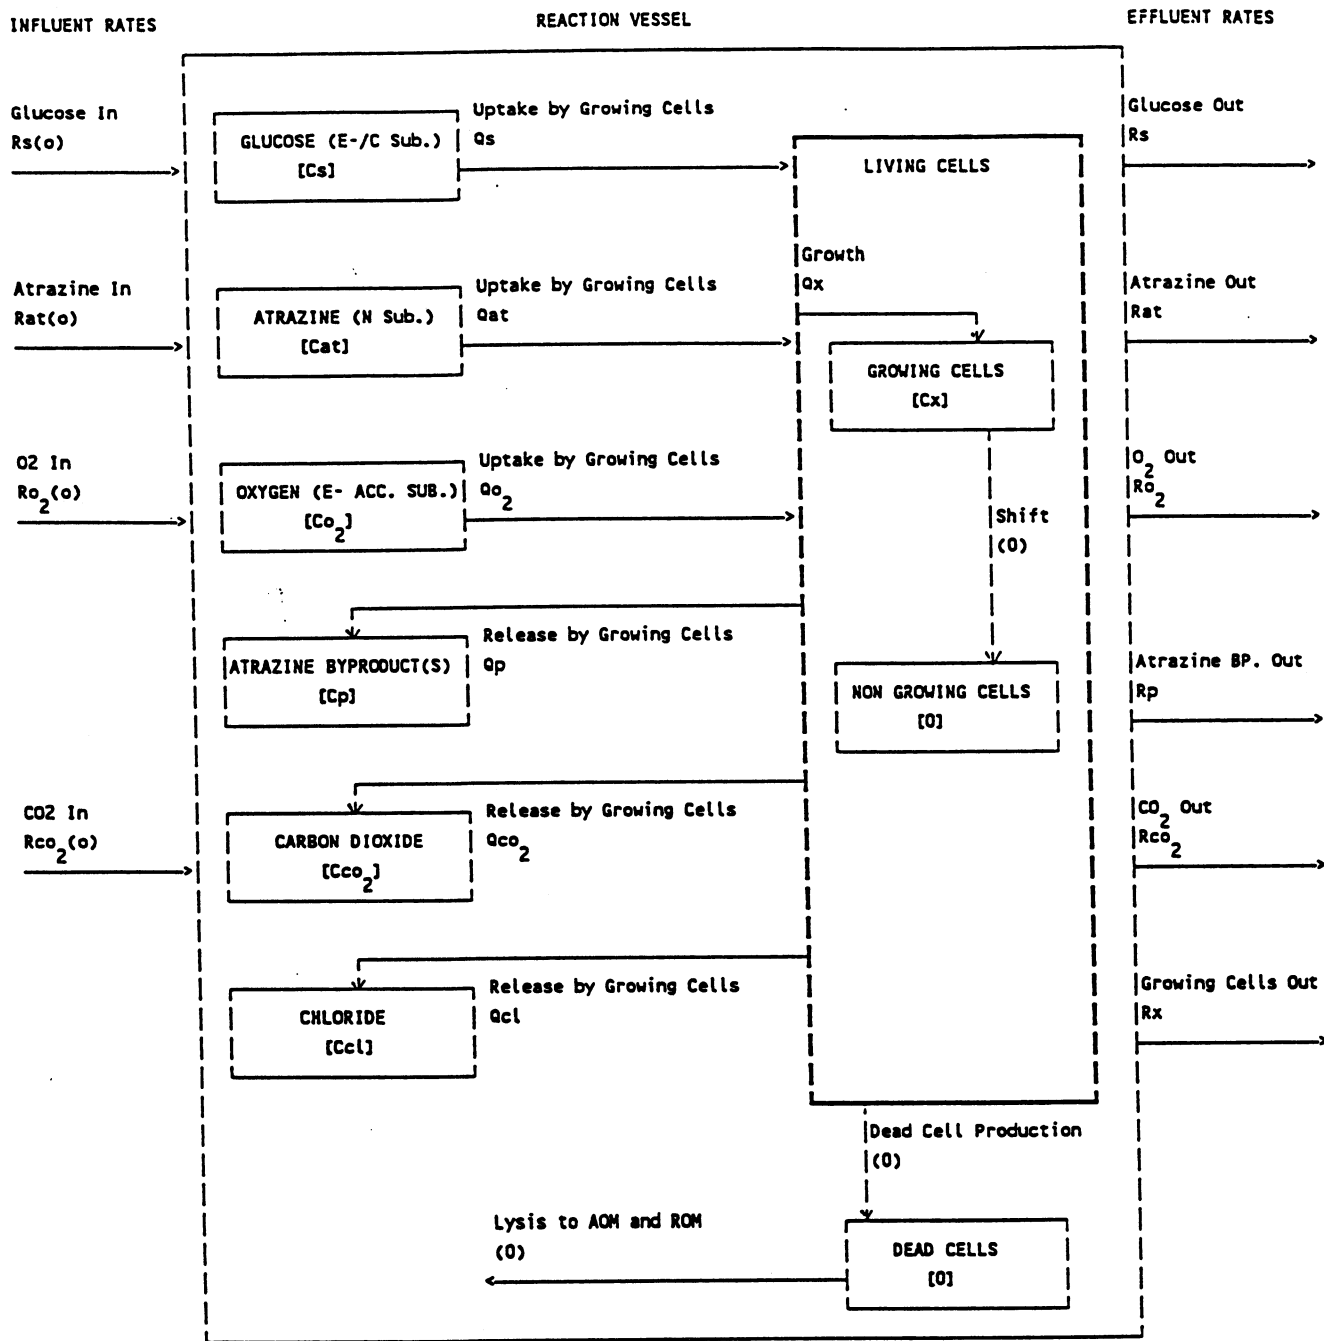 INFLUENT RATES
REACTION VESSEL
EFFLUENT RATES
Glucose In
Rs(o)
GLUCOSE (E-/C Sub.)
[Cs]
Uptake by Growing Cells
Qs
LIVING CELLS
Glucose Out
Rs
Growth
Qx
Atrazine In
Rat(o)
ATRAZINE (N Sub.)
[Cat]
Uptake by Growing Cells
Qat
GROWING CELLS
[Cx]
Atrazine Out
Rat
O2 In
Ro2(o)
OXYGEN (E- ACC. SUB.)
[Co2]
Uptake by Growing Cells
Qo2
Shift
(0)
O2 Out
Ro2
ATRAZINE BYPRODUCT(S)
[Cp]
Release by Growing Cells
Qp
NON GROWING CELLS
[0]
Atrazine BP. Out
Rp
CO2 In
Rco2(o)
CARBON DIOXIDE
[Cco2]
Release by Growing Cells
Qco2
CO2 Out
Rco2
CHLORIDE
[Ccl]
Release by Growing Cells
Qcl
Growing Cells Out
Rx
Dead Cell Production
(0)
Lysis to AOM and ROM
(0)
DEAD CELLS
[0]